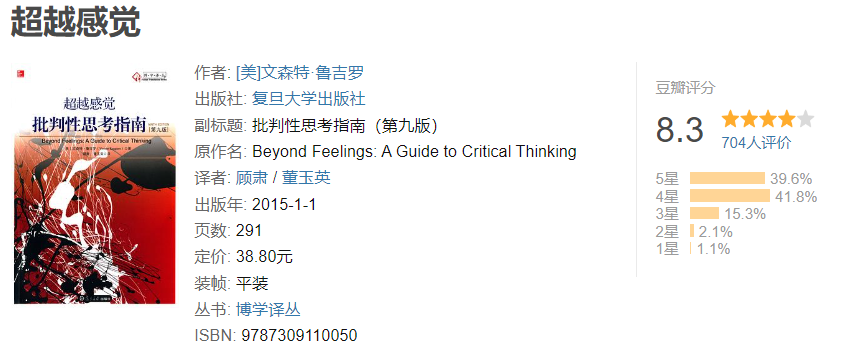 超越感觉
超越感觉
批判性思考指南
[第九版]
Beyond Feelings: A Guide to Critical Thinking
作者: [美]文森特·鲁吉罗
出版社: 复旦大学出版社
副标题: 批判性思考指南（第九版）
原作名: Beyond Feelings: A Guide to Critical Thinking
译者: 顾肃 / 董玉英
出版年: 2015-1-1
页数: 291
定价: 38.80元
装帧: 平装
丛书: 博学译丛
ISBN: 9787309110050
豆瓣评分
8.3
704人评价
5星 39.6%
4星 41.8%
3星 15.3%
2星 2.1%
1星 1.1%